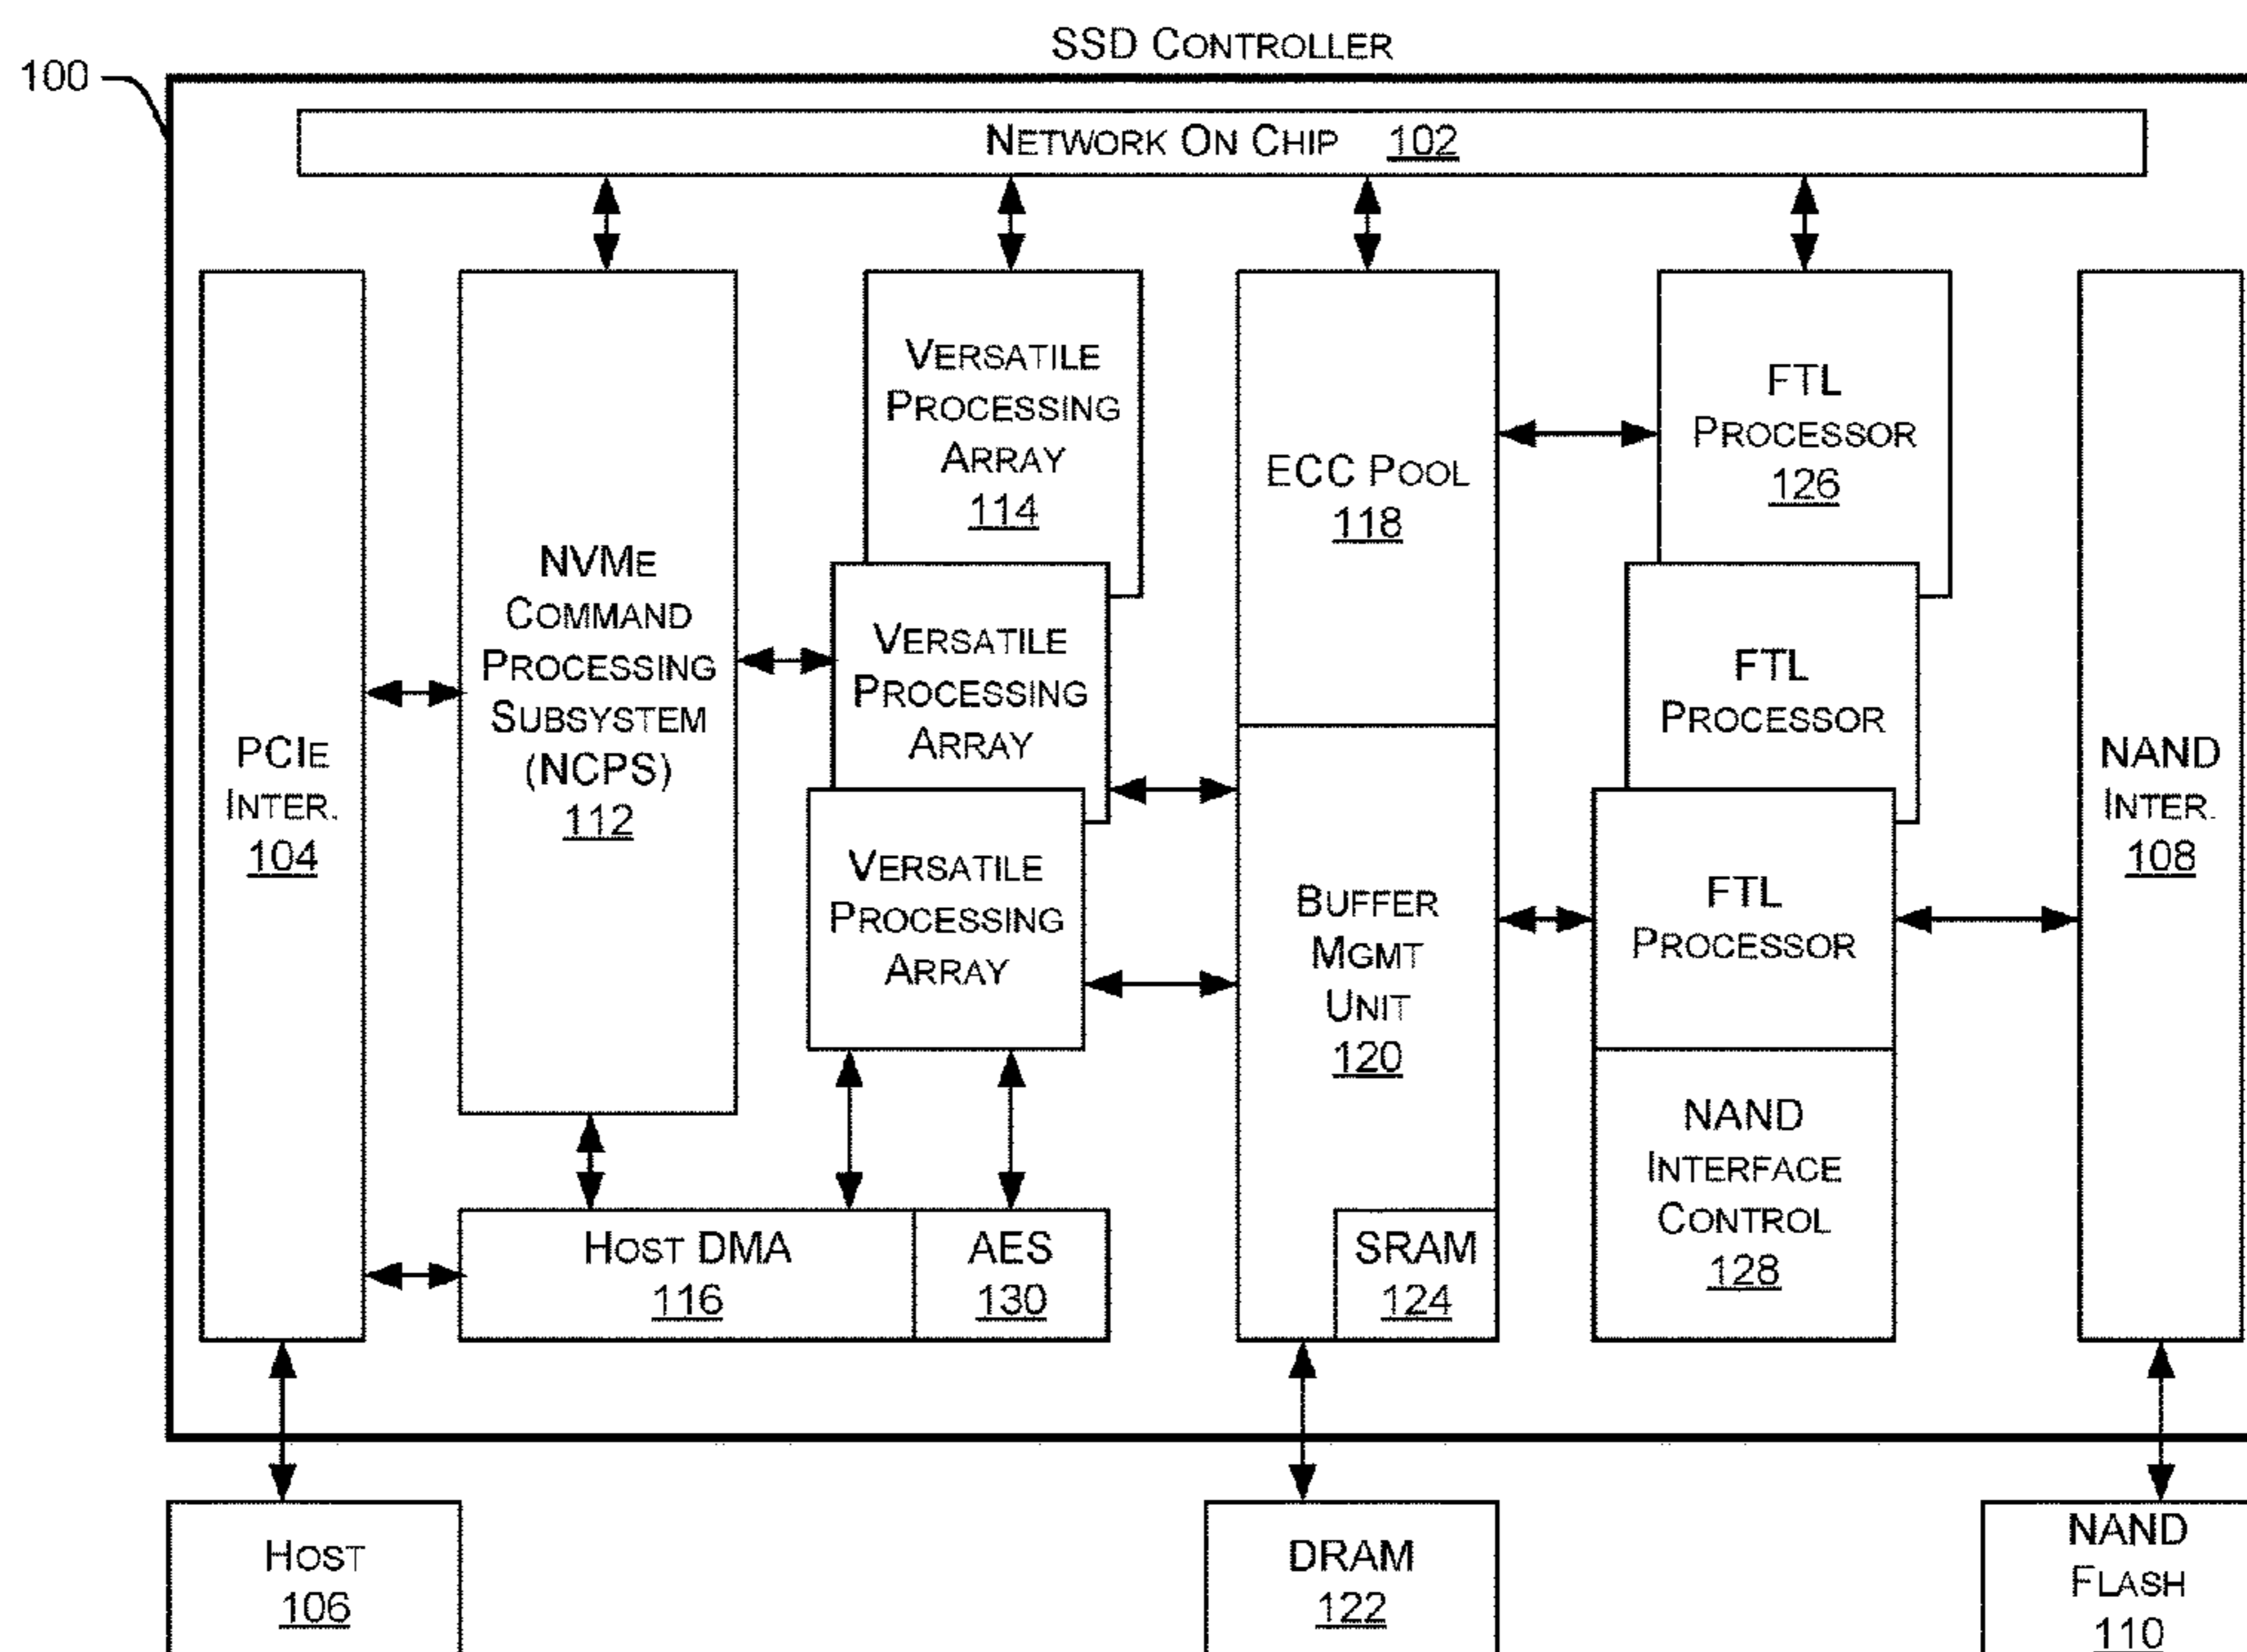 SSD CONTROLLER
100
NETWORK ON CHIP 102
PCIE
INTER.
104
NVME
COMMAND
PROCESSING
SUBSYSTEM
(NCPS)
112
VERSATILE
PROCESSING
ARRAY
114
VERSATILE
PROCESSING
ARRAY
VERSATILE
PROCESSING
ARRAY
ECC POOL
118
BUFFER
MGMT
UNIT
120
SRAM
124
FTL
PROCESSOR
126
FTL
PROCESSOR
FTL
PROCESSOR
NAND
INTERFACE
CONTROL
128
NAND
INTER.
108
HOST DMA
116
AES
130
HOST
106
DRAM
122
NAND
FLASH
110